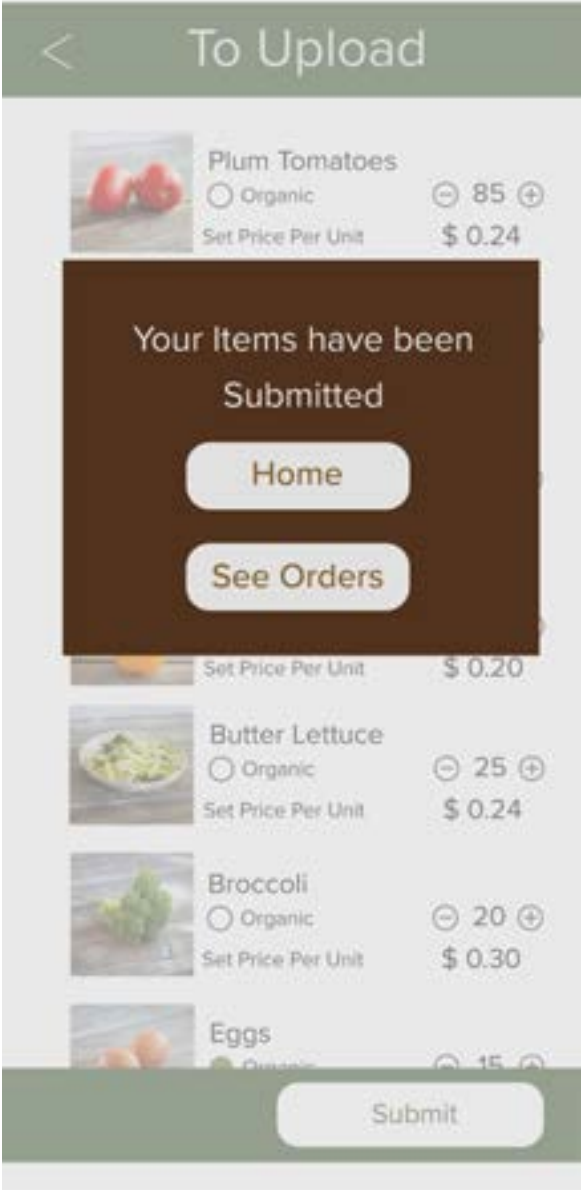 < To Upload
Plum Tomatoes
Organic
85
Set Price Per Unit
$ 0.24
Your Items have been
Submitted
Home
See Orders
Set Price Per Unit
$ 0.20
Butter Lettuce
Organic
25
Set Price Per Unit
$ 0.24
Broccoli
Organic
20
Set Price Per Unit
$ 0.30
Eggs
Organic
15
Submit